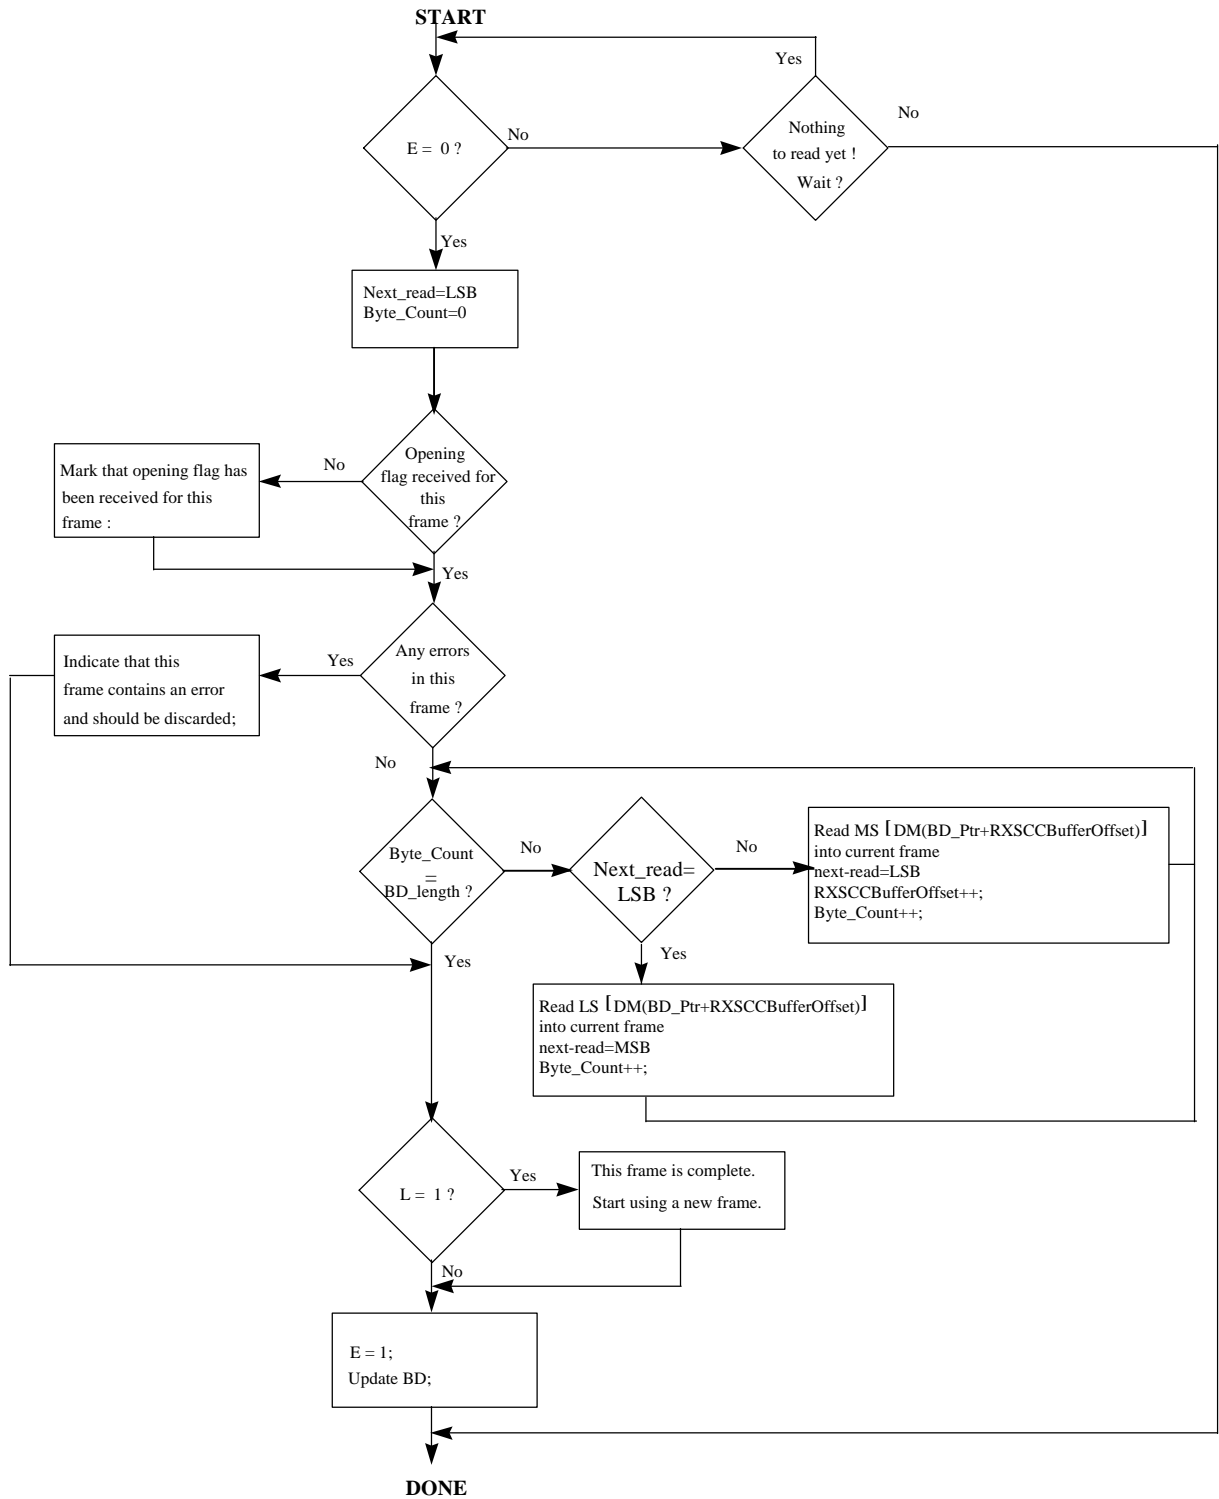 START
Yes
No
Nothing
to read yet !
Wait ?
E = 0 ?
No
Yes
Next_read=LSB
Byte_Count=0
Opening
flag received for
this
frame ?
No
Mark that opening flag has
been received for this
frame :
Yes
Any errors
in this
frame ?
Yes
Indicate that this
frame contains an error
and should be discarded;
No
Byte_Count
=
BD_length ?
No
Next_read=
LSB ?
No
Read MS [DM(BD_Ptr+RXSCCBufferOffset)]
into current frame
next-read=LSB
RXSCCBufferOffset++;
Byte_Count++;
Yes
Yes
Read LS [DM(BD_Ptr+RXSCCBufferOffset)]
into current frame
next-read=MSB
Byte_Count++;
L = 1 ?
Yes
This frame is complete.
Start using a new frame.
No
E = 1;
Update BD;
DONE